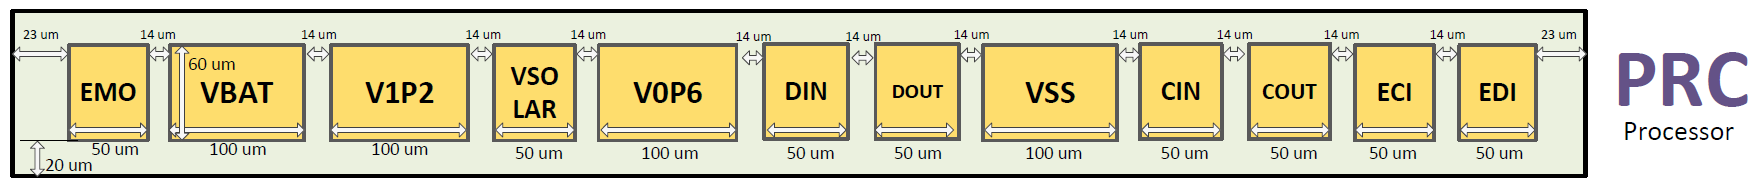 23 um 14 um 14 um 14 um 14 um 14 um 14 um 14 um 14 um 14 um 14 um 14 um 23 um
60 um
EMO VBAT V1P2 VSO LAR V0P6 DIN DOUT VSS CIN COUT ECI EDI
50 um 100 um 100 um 50 um 100 um 50 um 50 um 100 um 50 um 50 um 50 um 50 um
20 um
PRC
Processor